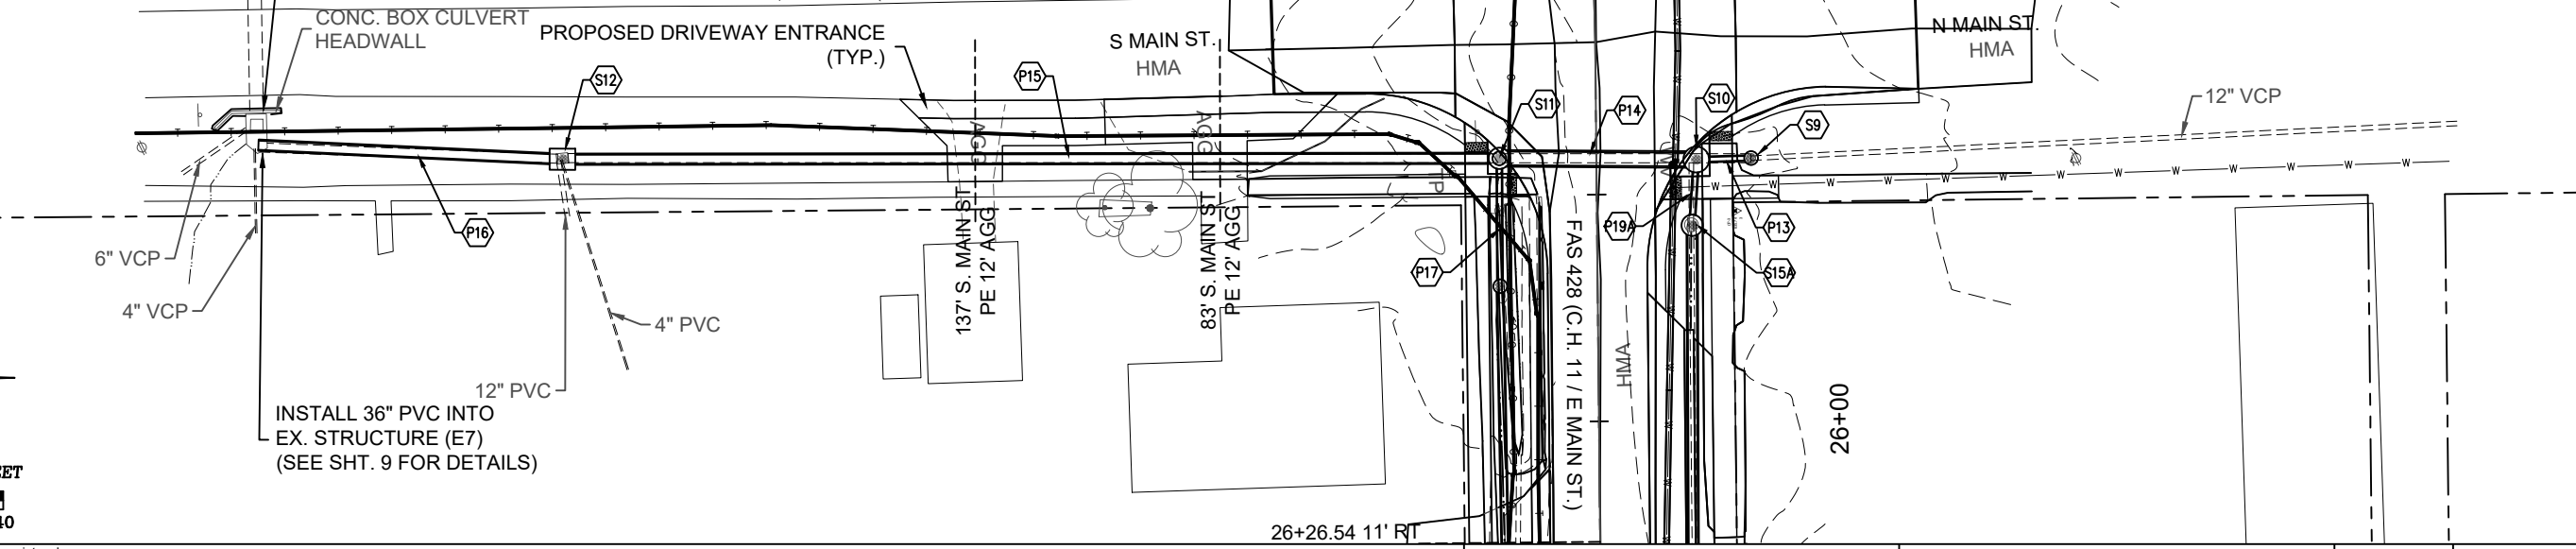 CONC. BOX CULVERT
HEADWALL
PROPOSED DRIVEWAY ENTRANCE
(TYP.)
S MAIN ST.
HMA
N MAIN ST.
HMA
S12
P15
S11
P14
S10
S9
12" VCP
AGG
AGG
P16
6" VCP
4" VCP
4" PVC
12" PVC
137' S. MAIN ST
PE 12' AGG
83' S. MAIN ST
PE 12' AGG
TP
P17
P19A
P13
S15A
W W W W W W W W W W W W W
FAS 428 (C.H. 11 / E MAIN ST.)
HMA
26+00
INSTALL 36" PVC INTO
EX. STRUCTURE (E7)
(SEE SHT. 9 FOR DETAILS)
26+26.54 11' RT